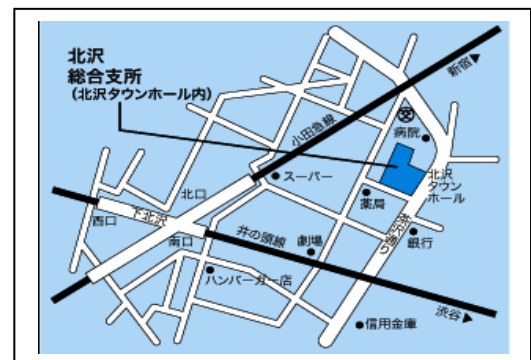 北沢
総合支所
（北沢タウンホール内）
新宿▶
小田急線
病院
スーパー
北沢
タウン
ホール
薬局
北口
下北沢
西口
南口
井の頭線
劇場
茶沢通り
銀行
ハンバーガー店
渋谷▶
信用金庫